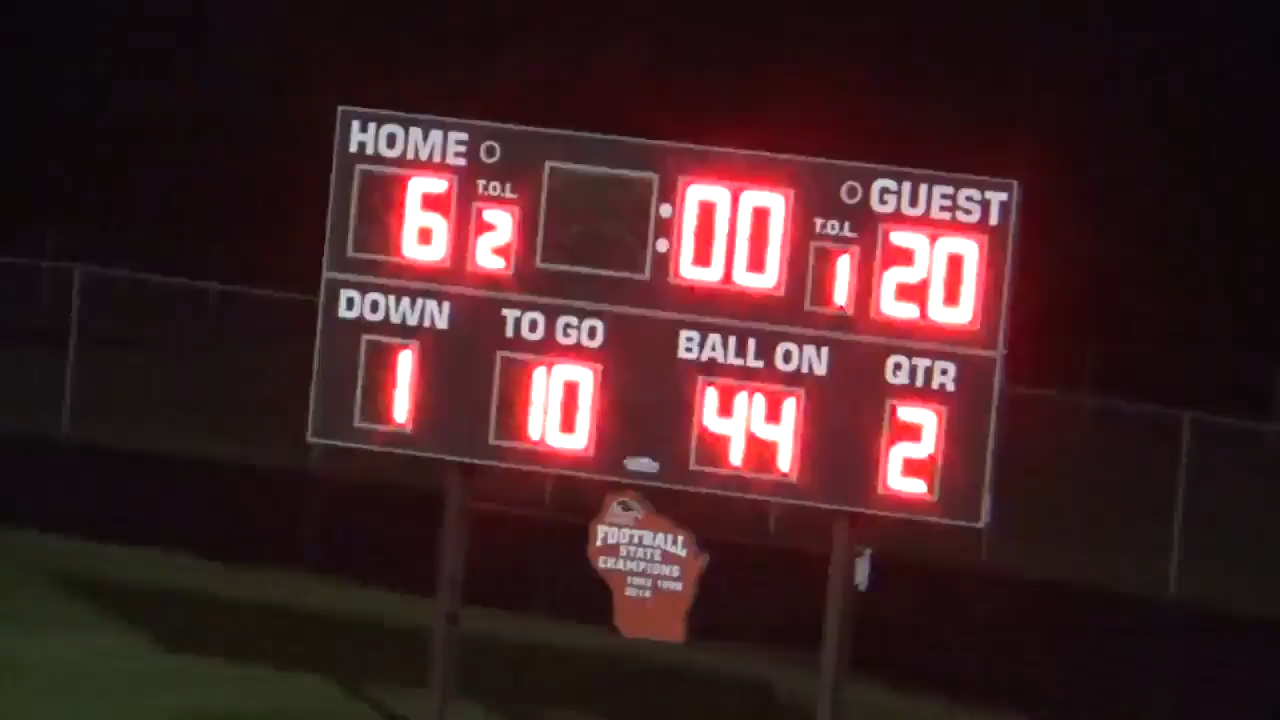 HOME
GUEST
T.O.L.
T.O.L.
6 2 :00 1 20
DOWN TO GO BALL ON QTR
1 10 44 2
FOOTBALL
STATE
CHAMPIONS